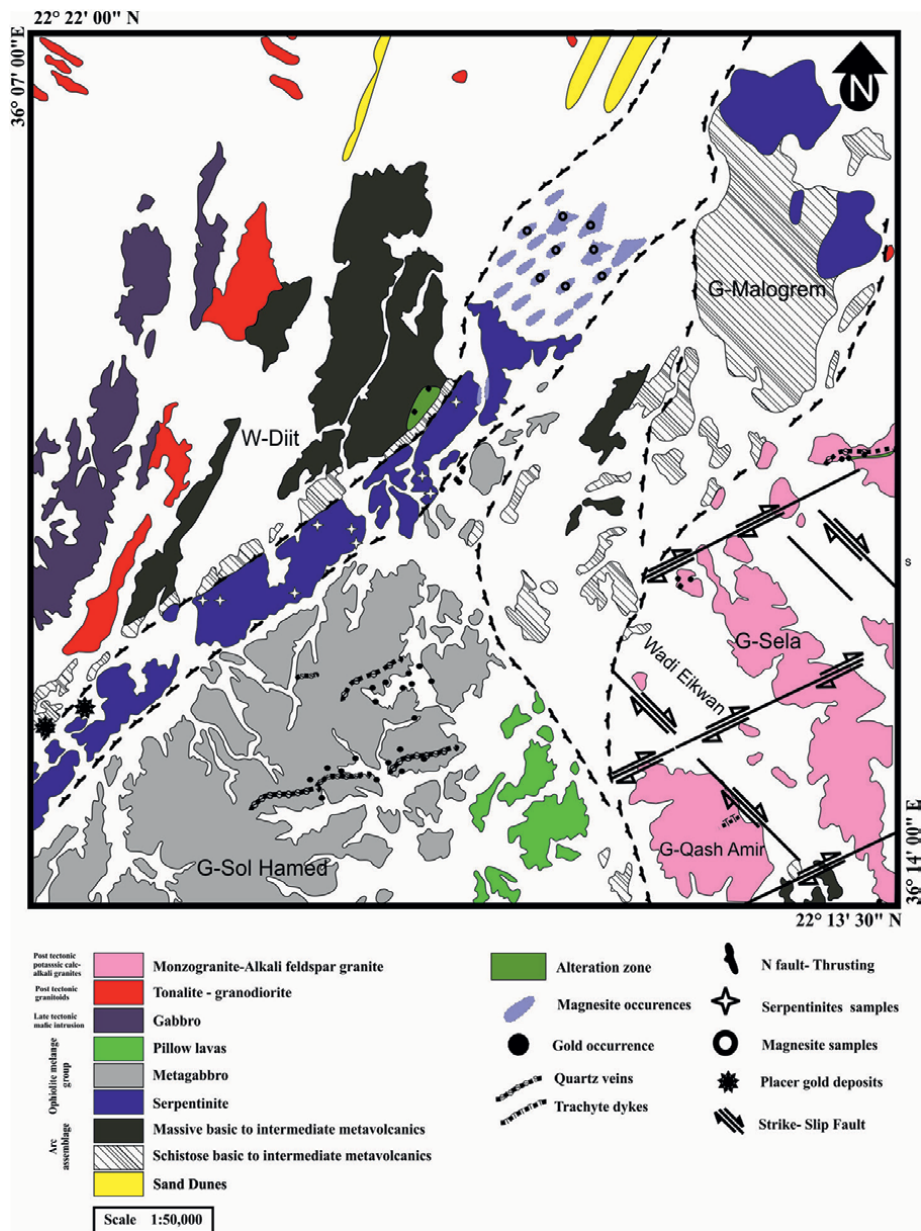 22° 22' 00" N
36° 07' 00"E
N
G-Malogrem
W-Diit
s
G-Sela
Wadi Eikwan
G-Qash Amir
G-Sol Hamed
36° 14' 00" E
22° 13' 30" N
Post tectonic
potasssic calc-
alkali granites
Monzogranite-Alkali feldspar granite
Post tectonic
granitoids
Tonalite - granodiorite
Late tectonic
mafic intrusion
Gabbro
Ophiolite melange
group
Pillow lavas
Metagabbro
Serpentinite
Arc
assemblage
Massive basic to intermediate metavolcanics
Schistose basic to intermediate metavolcanics
Sand Dunes
Scale 1:50,000
Alteration zone
Magnesite occurences
Gold occurrence
Quartz veins
Trachyte dykes
N fault- Thrusting
Serpentinites samples
Magnesite samples
Placer gold deposits
Strike- Slip Fault